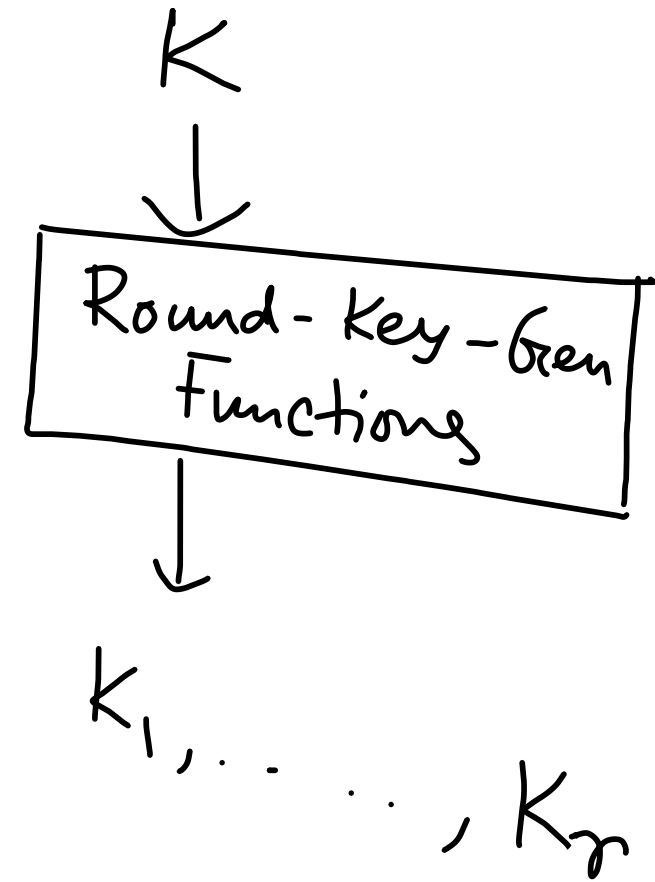 K
Round-Key-Gen
Functions
K₁, . . . . , Kᵣ